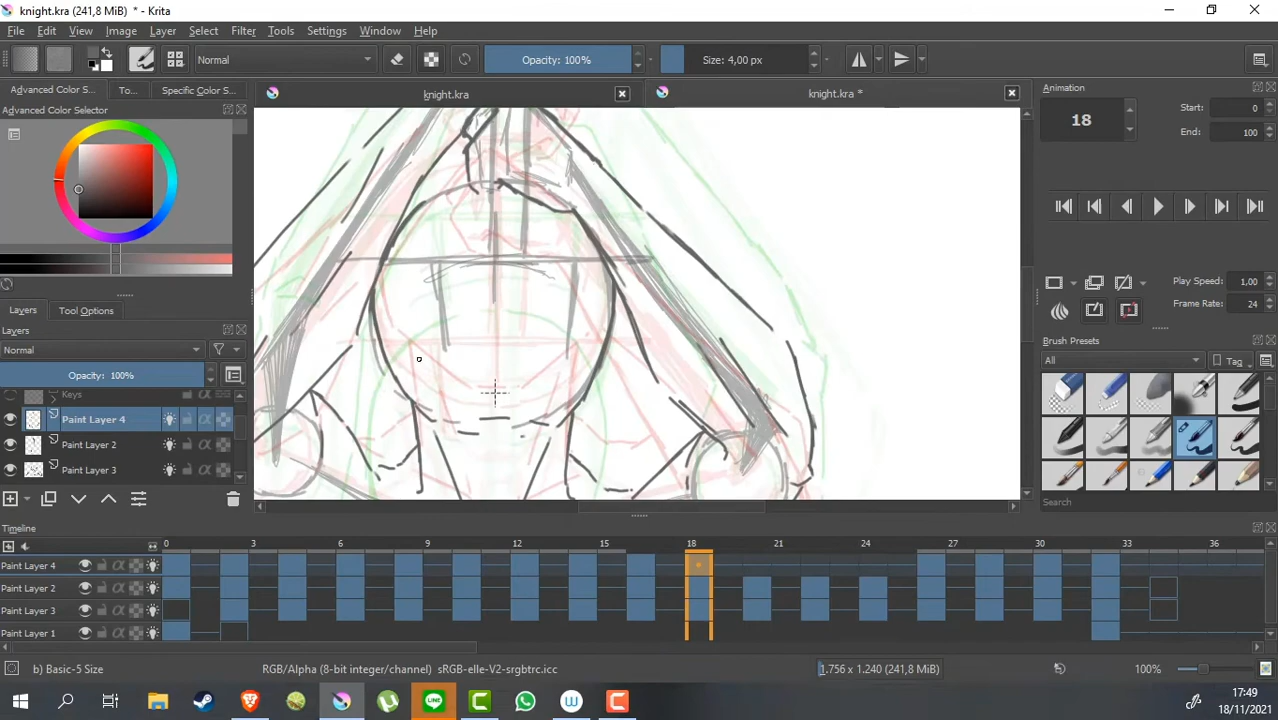 knight.kra (241,8 MiB) * - Krita
File Edit View Image Layer Select Filter Tools Settings Window Help
Normal Opacity: 100% Size: 4,00 px
Advanced Color S... To... Specific Color S...
knight.kra
knight.kra *
Animation
Advanced Color Selector
18
Start: 0
End: 100
Play Speed: 1,00
Frame Rate: 24
Layers Tool Options
Layers
Normal
Opacity: 100%
Keys
Paint Layer 4
Paint Layer 2
Paint Layer 3
Brush Presets
All Tag
Search
Timeline
0 3 6 9 12 15 18 21 24 27 30 33 36
Paint Layer 4
Paint Layer 2
Paint Layer 3
Paint Layer 1
b) Basic-5 Size RGB/Alpha (8-bit integer/channel) sRGB-elle-V2-srgbtrc.icc 1.756 x 1.240 (241,8 MiB) 100%
LINE
17:49
18/11/2021